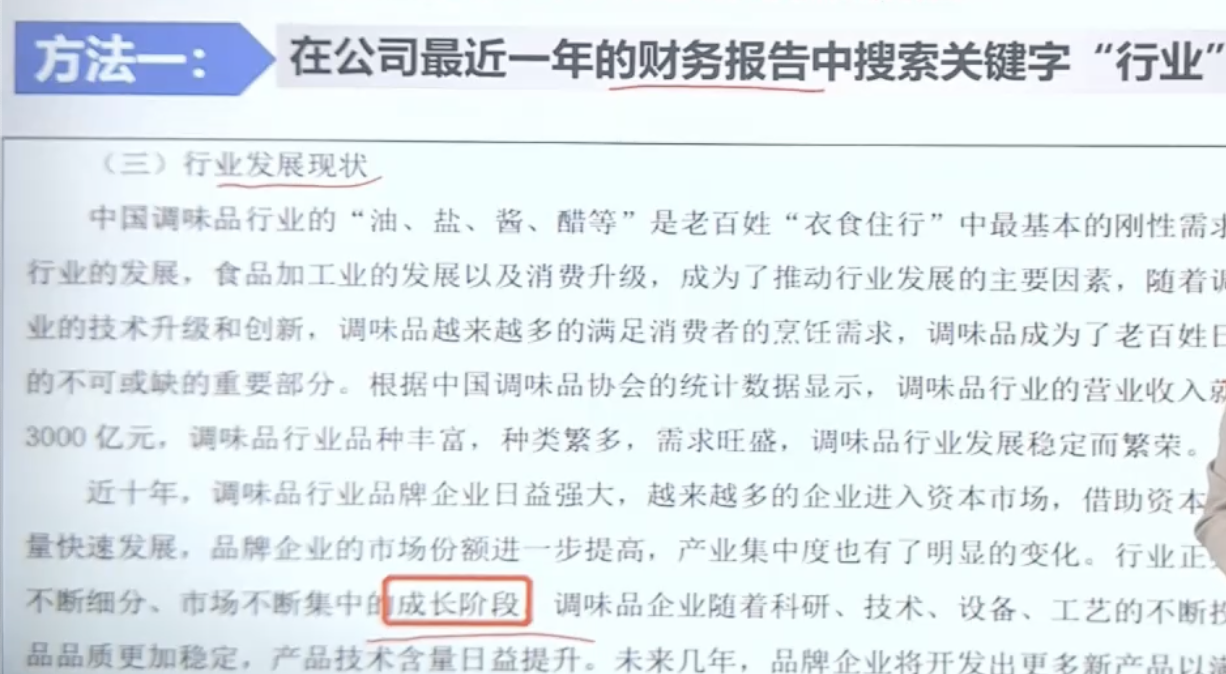 方法一：
在公司最近一年的财务报告中搜索关键字“行业”
（三）行业发展现状
中国调味品行业的“油、盐、酱、醋等”是老百姓“衣食住行”中最基本的刚性需求
行业的发展，食品加工业的发展以及消费升级，成为了推动行业发展的主要因素，随着调
业的技术升级和创新，调味品越来越多的满足消费者的烹饪需求，调味品成为了老百姓日
的不可或缺的重要部分。根据中国调味品协会的统计数据显示，调味品行业的营业收入
3000 亿元，调味品行业品种丰富，种类繁多，需求旺盛，调味品行业发展稳定而繁荣。
近十年，调味品行业品牌企业日益强大，越来越多的企业进入资本市场，借助资本
量快速发展，品牌企业的市场份额进一步提高，产业集中度也有了明显的变化。行业正
不断细分、市场不断集中的成长阶段 调味品企业随着科研、技术、设备、工艺的不断
品品质更加稳定，产品技术含量日益提升。未来几年，品牌企业将开发出更多新产品以满